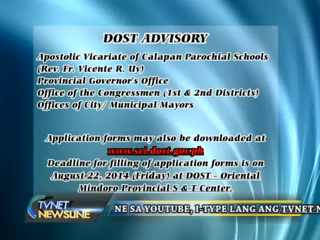 DOST ADVISORY
Apostolic Vicariate of Calapan Parochial Schools
(Rev. Fr. Vicente R. Uy)
Provincial Governor's Office
Office of the Congressmen (1st & 2nd Districts)
Offices of City/ Municipal Mayors
Application forms may also be downloaded at
www.sei.dost.gov.ph
Deadline for filling of application forms is on
August 22, 2014 (Friday) at DOST - Oriental
Mindoro Provincial S & T Center.
TVNET
NEWSLINE
NE SA YOUTUBE, I-TYPE LANG ANG TVNET N